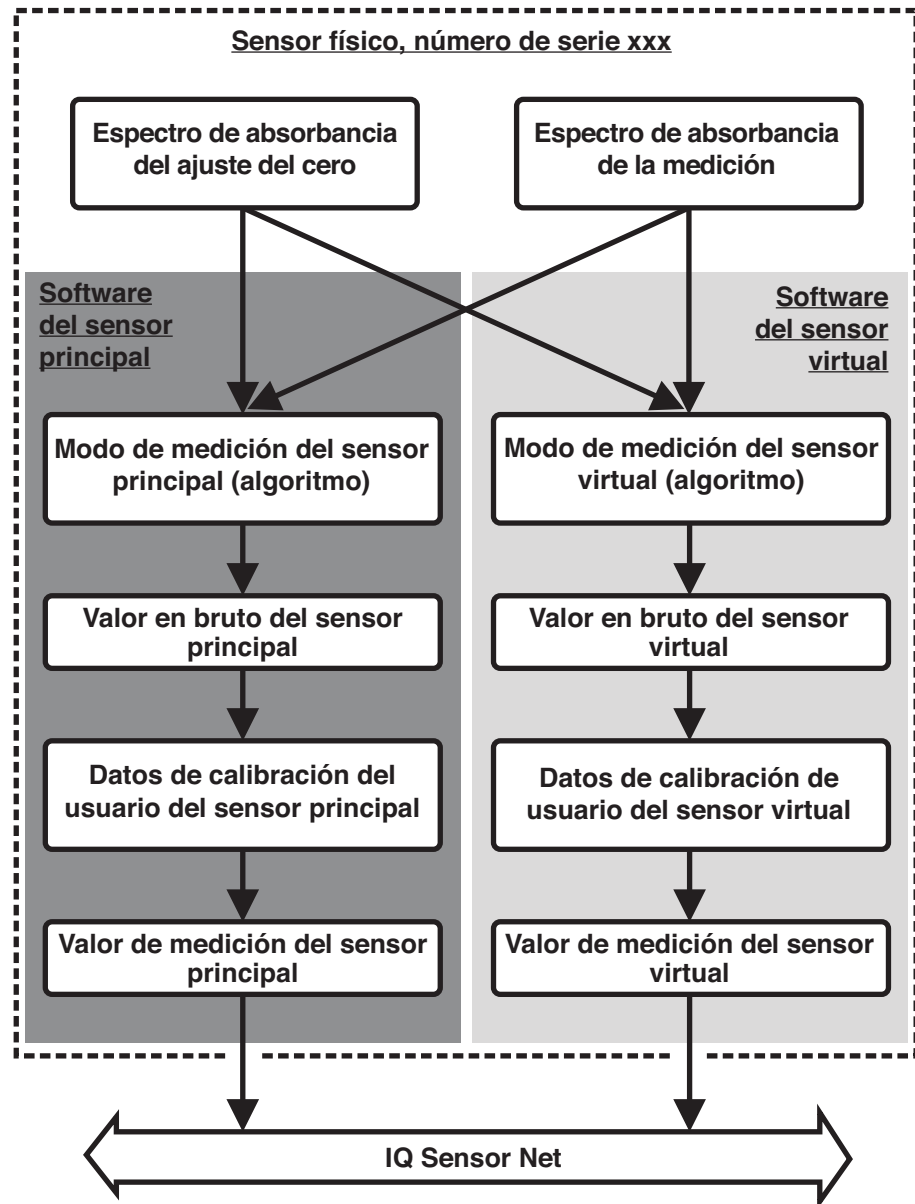 Sensor físico, número de serie xxx
Espectro de absorbancia
del ajuste del cero
Espectro de absorbancia
de la medición
Software
del sensor
principal
Software
del sensor
virtual
Modo de medición del sensor
principal (algoritmo)
Modo de medición del sensor
virtual (algoritmo)
Valor en bruto del sensor
principal
Valor en bruto del sensor
virtual
Datos de calibración del
usuario del sensor principal
Datos de calibración de
usuario del sensor virtual
Valor de medición del sensor
principal
Valor de medición del sensor
virtual
IQ Sensor Net